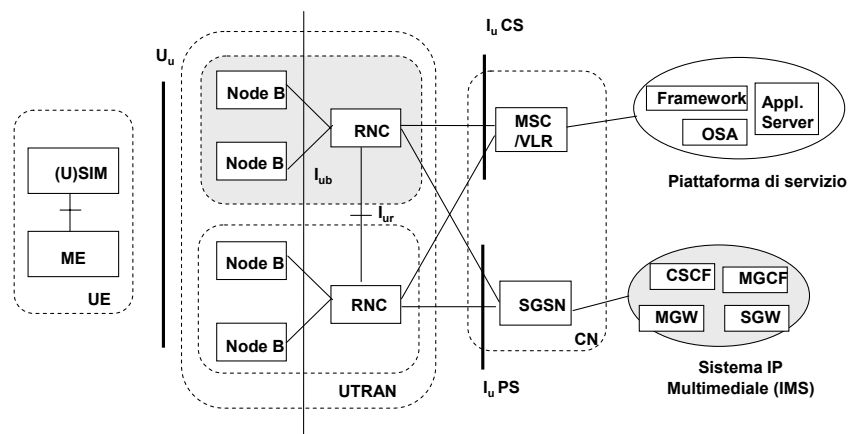 I_u CS
U_u
Node B
Node B
RNC
I_ub
I_ur
(U)SIM
ME
UE
Node B
Node B
RNC
UTRAN
MSC
/VLR
SGSN
CN
I_u PS
Framework
Appl.
Server
OSA
Piattaforma di servizio
CSCF
MGCF
MGW
SGW
Sistema IP
Multimediale (IMS)